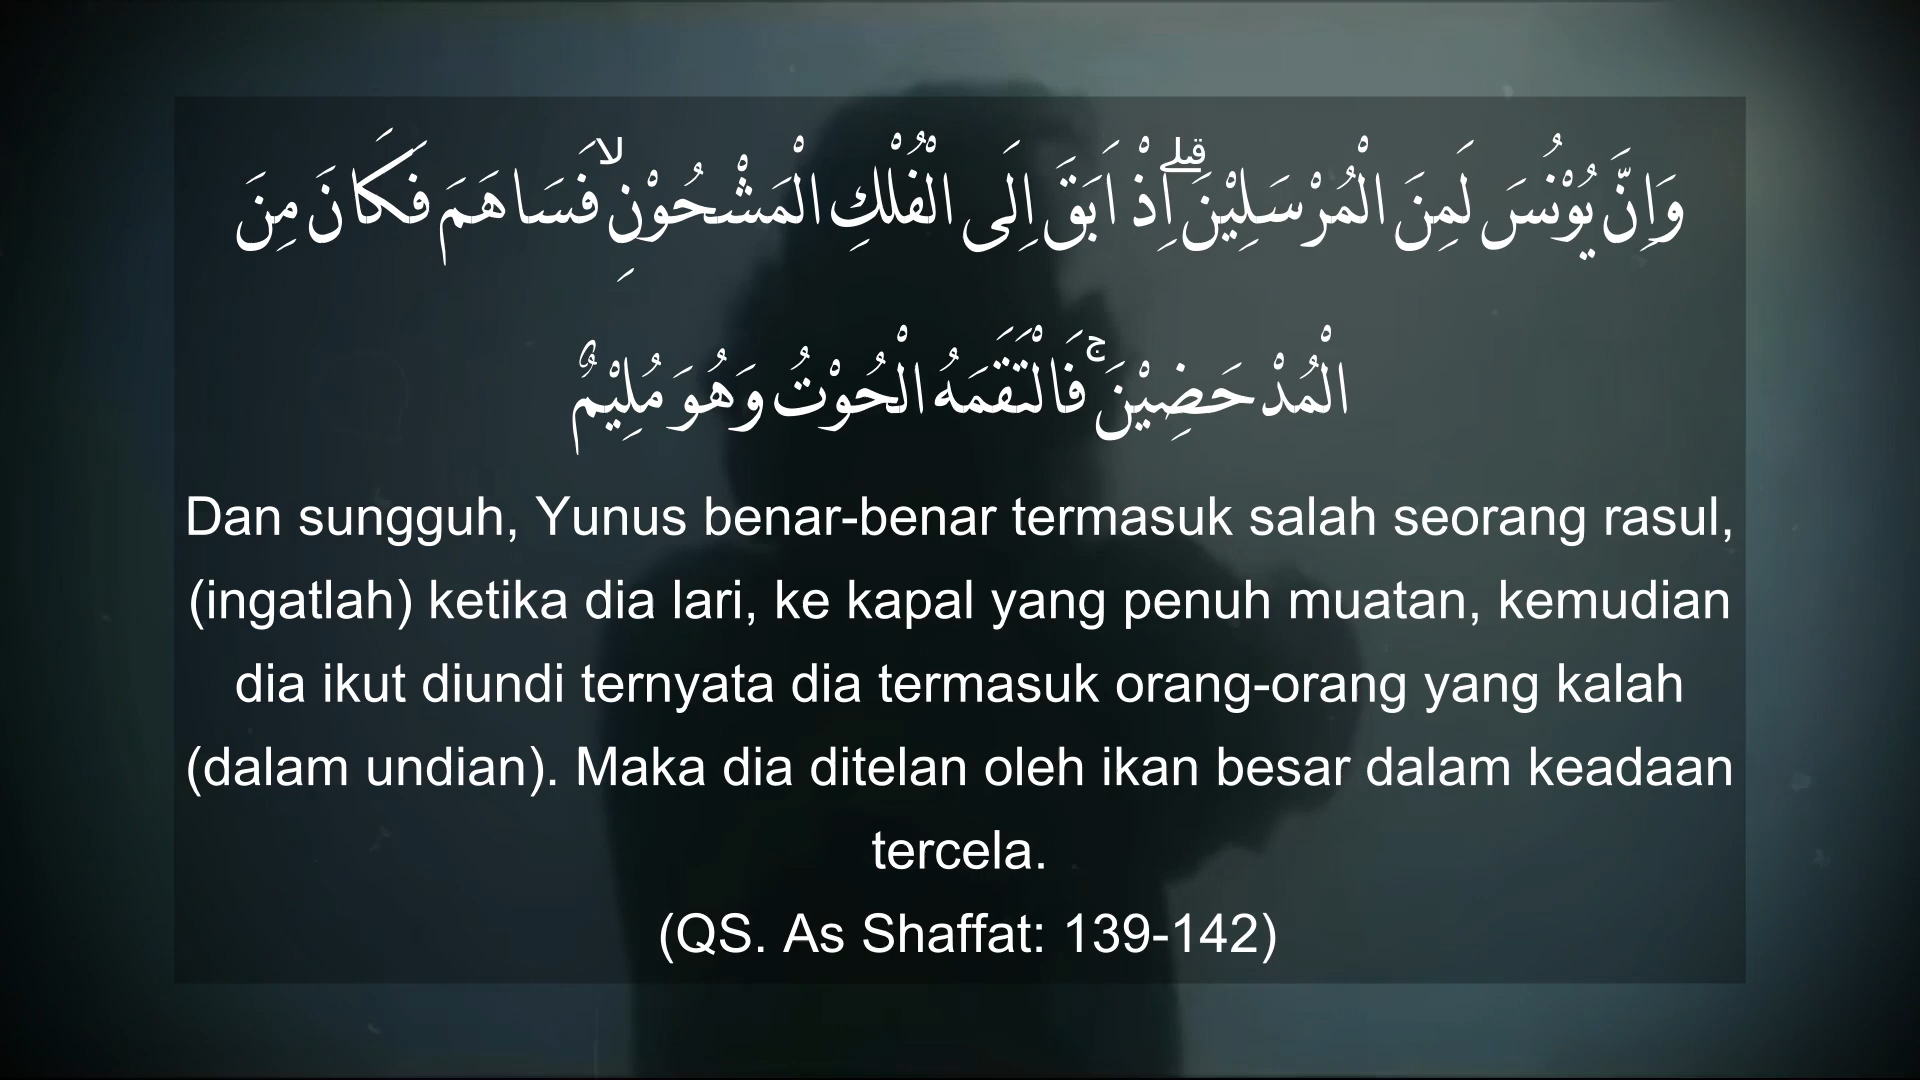 وَاِنَّ يُوْنُسَ لَمِنَ الْمُرْسَلِيْنَۗ اِذْ اَبَقَ اِلَى الْفُلْكِ الْمَشْحُوْنِۙ فَسَاهَمَ فَكَانَ مِنَ
الْمُدْحَضِيْنَۚ فَالْتَقَمَهُ الْحُوْتُ وَهُوَ مُلِيْمٌ
Dan sungguh, Yunus benar-benar termasuk salah seorang rasul,
(ingatlah) ketika dia lari, ke kapal yang penuh muatan, kemudian
dia ikut diundi ternyata dia termasuk orang-orang yang kalah
(dalam undian). Maka dia ditelan oleh ikan besar dalam keadaan
tercela.
(QS. As Shaffat: 139-142)